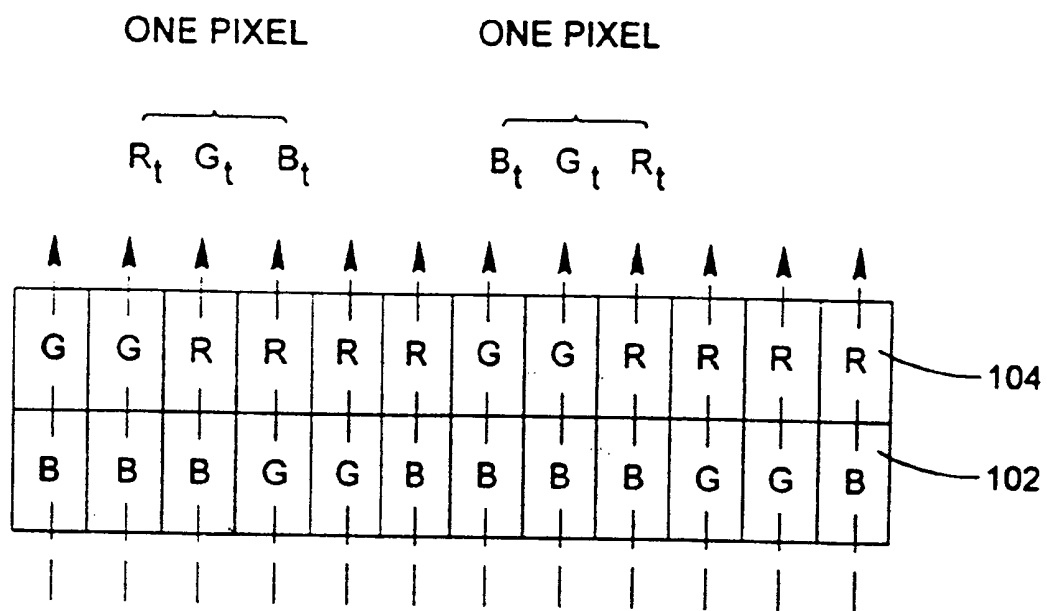 ONE PIXEL ONE PIXEL
Rt Gt Bt Bt Gt Rt
G G R R R R G G R R R R
104
B B B G G B B B B G G B
102